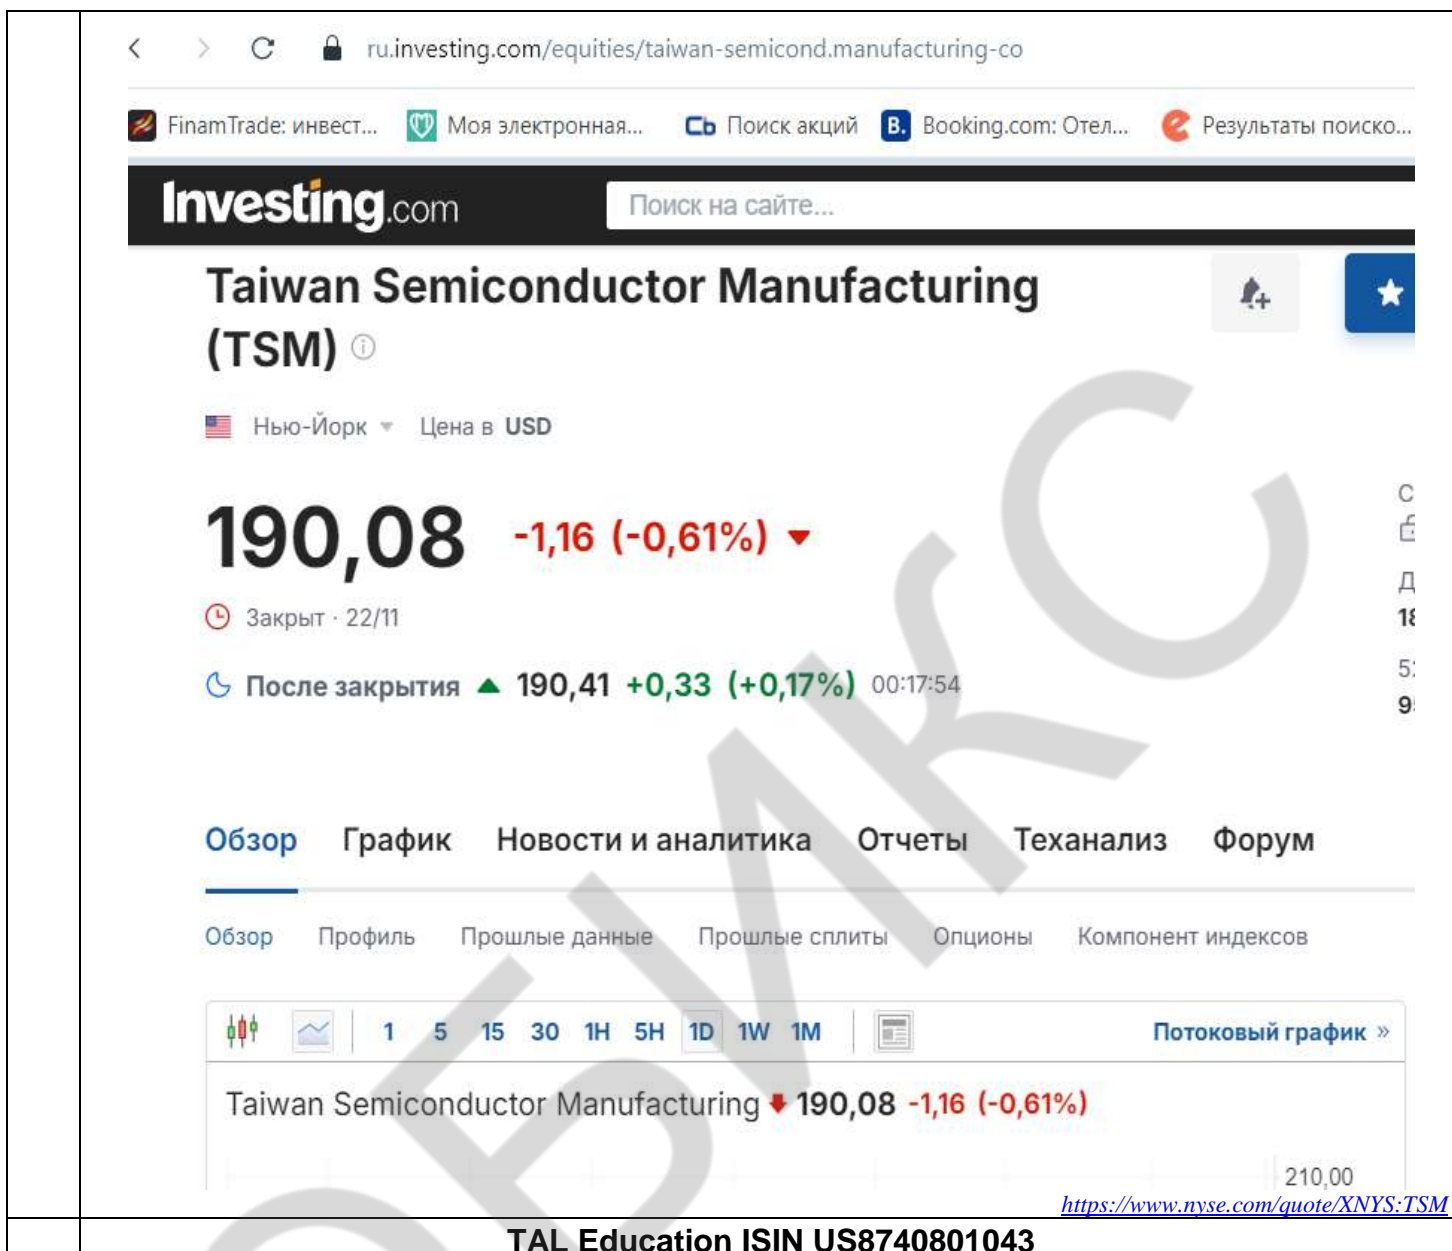 ru.investing.com/equities/taiwan-semicond.manufacturing-co
FinamTrade: инвест... Моя электронная... Сb Поиск акций B. Booking.com: Отел... Результаты поиско...
Investing.com Поиск на сайте...
Taiwan Semiconductor Manufacturing
(TSM)
Нью-Йорк Цена в USD
190,08 -1,16 (-0,61%)
Закрыт · 22/11
После закрытия 190,41 +0,33 (+0,17%) 00:17:54
Обзор График Новости и аналитика Отчеты Теханализ Форум
Обзор Профиль Прошлые данные Прошлые сплиты Опционы Компонент индексов
1 5 15 30 1H 5H 1D 1W 1M Потоковый график »
Taiwan Semiconductor Manufacturing 190,08 -1,16 (-0,61%)
210,00
https://www.nyse.com/quote/XNYS:TSM
TAL Education ISIN US8740801043
ОБИКС